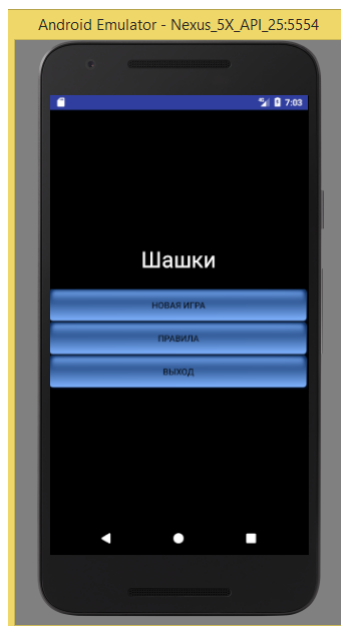 Android Emulator - Nexus_5X_API_25:5554
7:03
Шашки
НОВАЯ ИГРА
ПРАВИЛА
ВЫХОД